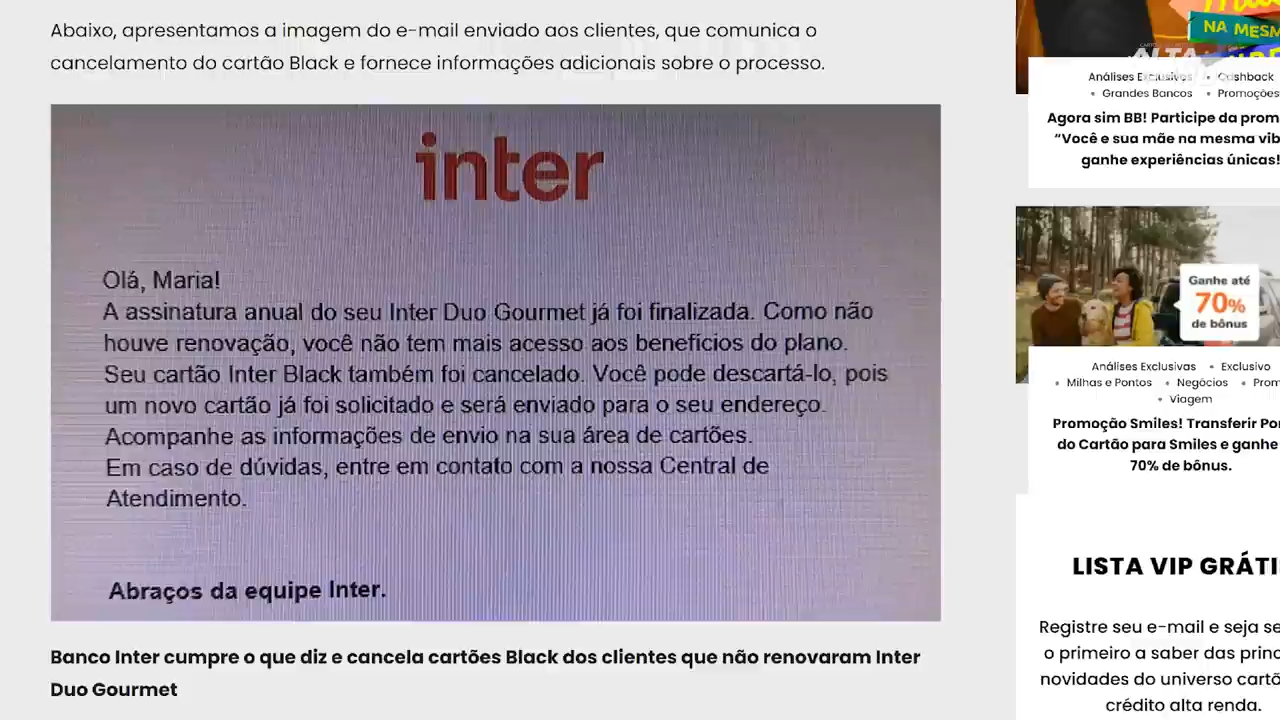 Abaixo, apresentamos a imagem do e-mail enviado aos clientes, que comunica o
cancelamento do cartão Black e fornece informações adicionais sobre o processo.
inter
Olá, Maria!
A assinatura anual do seu Inter Duo Gourmet já foi finalizada. Como não
houve renovação, você não tem mais acesso aos benefícios do plano.
Seu cartão Inter Black também foi cancelado. Você pode descartá-lo, pois
um novo cartão já foi solicitado e será enviado para o seu endereço.
Acompanhe as informações de envio na sua área de cartões.
Em caso de dúvidas, entre em contato com a nossa Central de
Atendimento.
Abraços da equipe Inter.
Banco Inter cumpre o que diz e cancela cartões Black dos clientes que não renovaram Inter
Duo Gourmet
NA MESM
ALTA
Análises Exclusivas • Cashback
• Grandes Bancos • Promoções
Agora sim BB! Participe da prom
“Você e sua mãe na mesma vib
ganhe experiências únicas!
Ganhe até
70%
de bônus
Análises Exclusivas • Exclusivo
• Milhas e Pontos • Negócios • Prom
• Viagem
Promoção Smiles! Transferir Pon
do Cartão para Smiles e ganhe
70% de bônus.
LISTA VIP GRÁTI
Registre seu e-mail e seja se
o primeiro a saber das princ
novidades do universo cartõ
crédito alta renda.